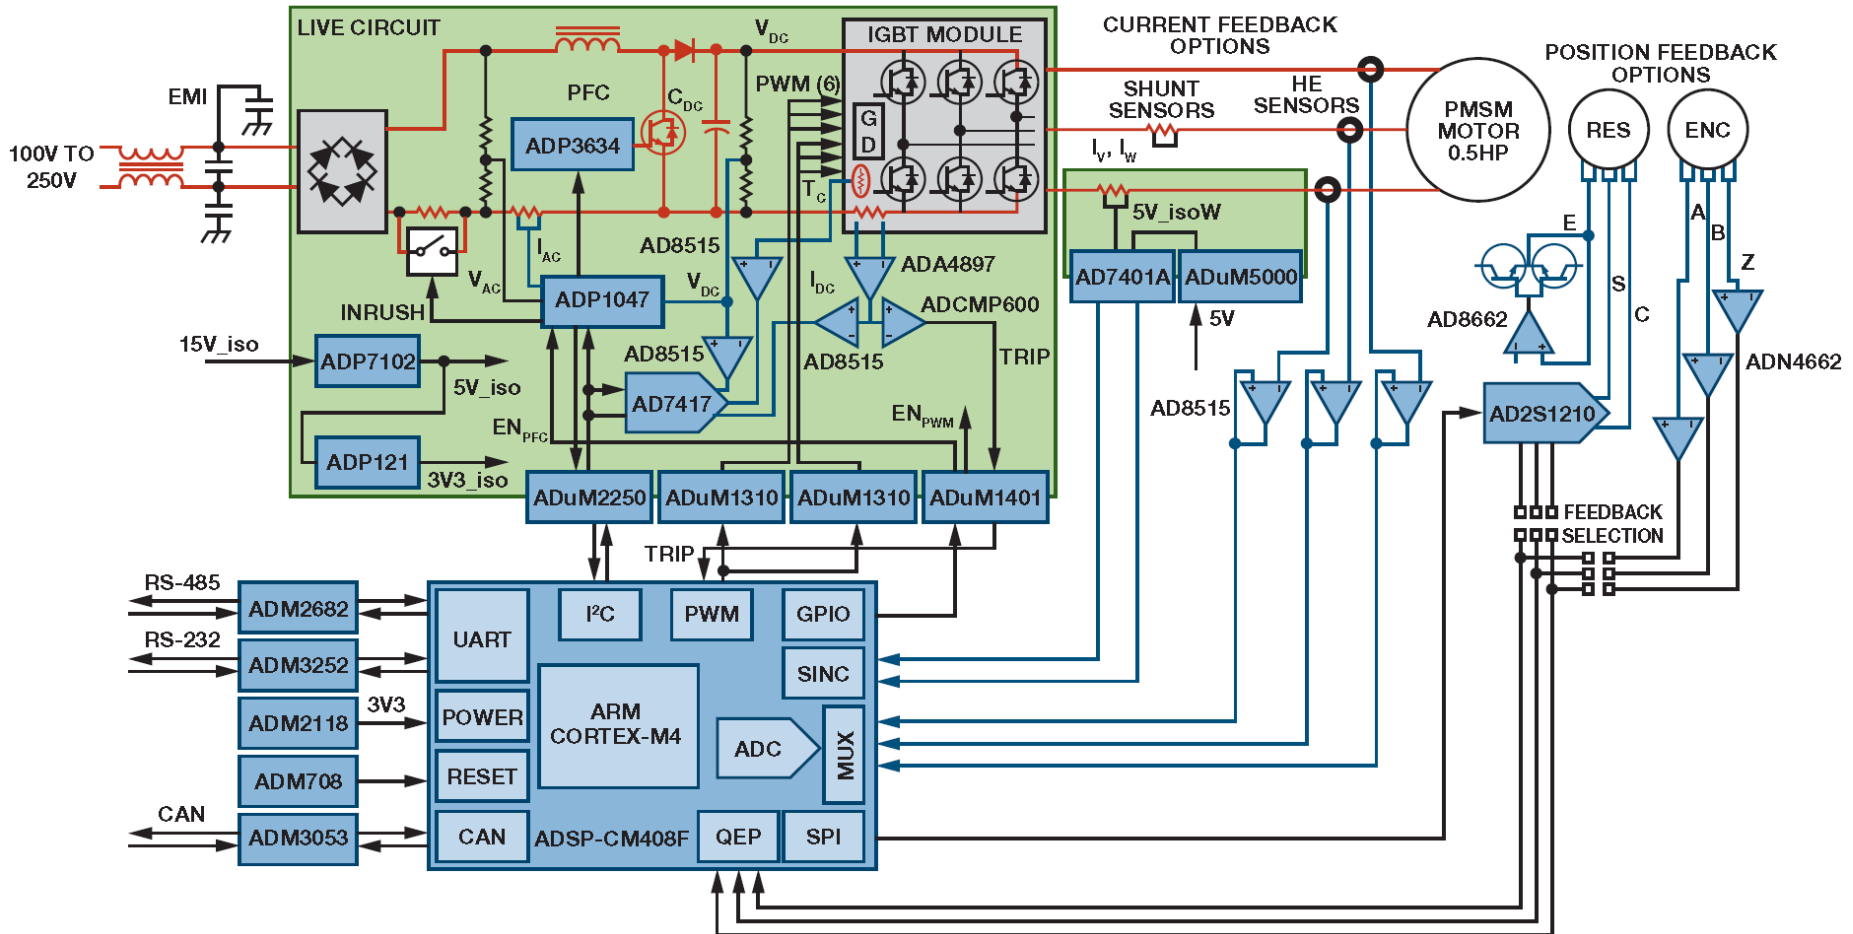 LIVE CIRCUIT
V_DC
IGBT MODULE
CURRENT FEEDBACK
OPTIONS
POSITION FEEDBACK
OPTIONS
EMI
PFC
C_DC
PWM (6)
SHUNT
SENSORS
HE
SENSORS
PMSM
MOTOR
0.5HP
RES
ENC
100V TO
250V
ADP3634
G
D
I_V, I_W
T_C
5V_isoW
E
A
B
Z
S
C
I_AC
V_AC
AD8515
ADP1047
V_DC
I_DC
ADA4897
ADCMP600
AD7401A
ADuM5000
5V
INRUSH
15V_iso
ADP7102
5V_iso
AD8515
AD8515
TRIP
AD8662
ADN4662
AD7417
EN_PFC
EN_PWM
AD8515
AD2S1210
ADP121
3V3_iso
ADuM2250
ADuM1310
ADuM1310
ADuM1401
FEEDBACK
SELECTION
TRIP
RS-485
ADM2682
UART
I²C
PWM
GPIO
RS-232
ADM3252
SINC
3V3
ADM2118
POWER
ARM
CORTEX-M4
ADC
MUX
ADM708
RESET
CAN
ADM3053
CAN
ADSP-CM408F
QEP
SPI